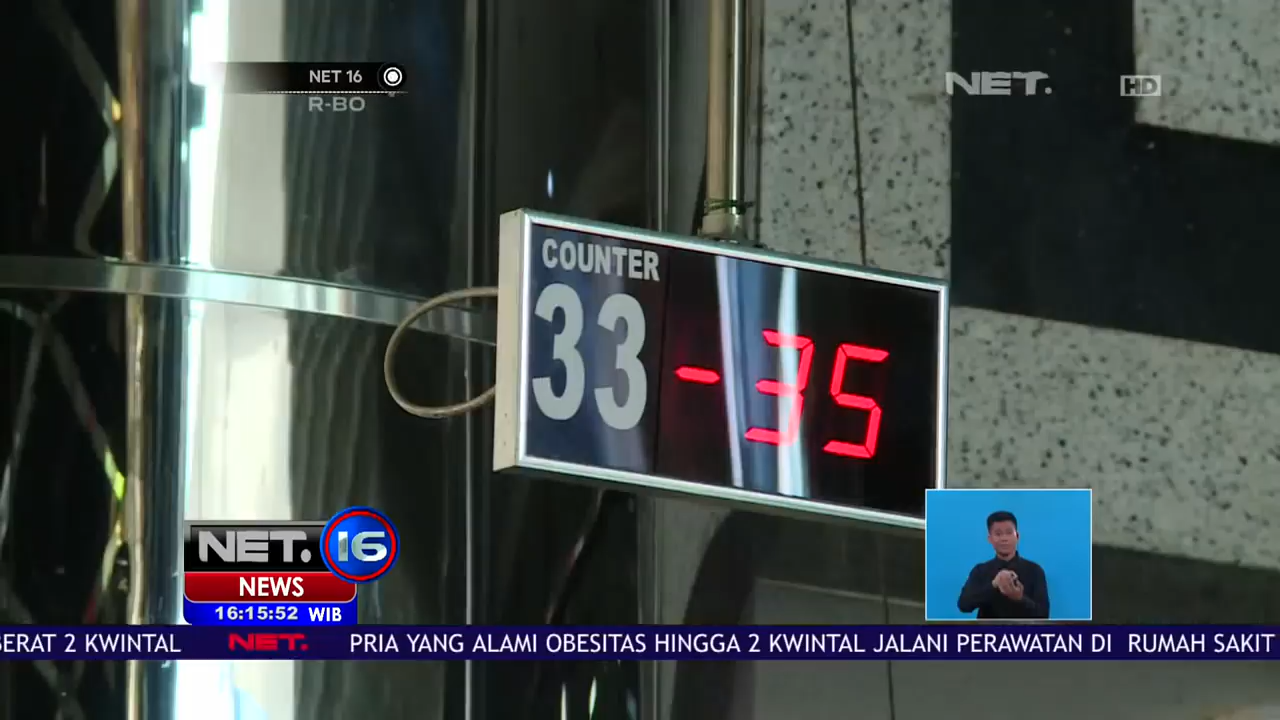 NET 16
R-BO
NET. HD
COUNTER
33 -35
NET. 16
NEWS
16:15:52 WIB
BERAT 2 KWINTAL NET. PRIA YANG ALAMI OBESITAS HINGGA 2 KWINTAL JALANI PERAWATAN DI RUMAH SAKIT